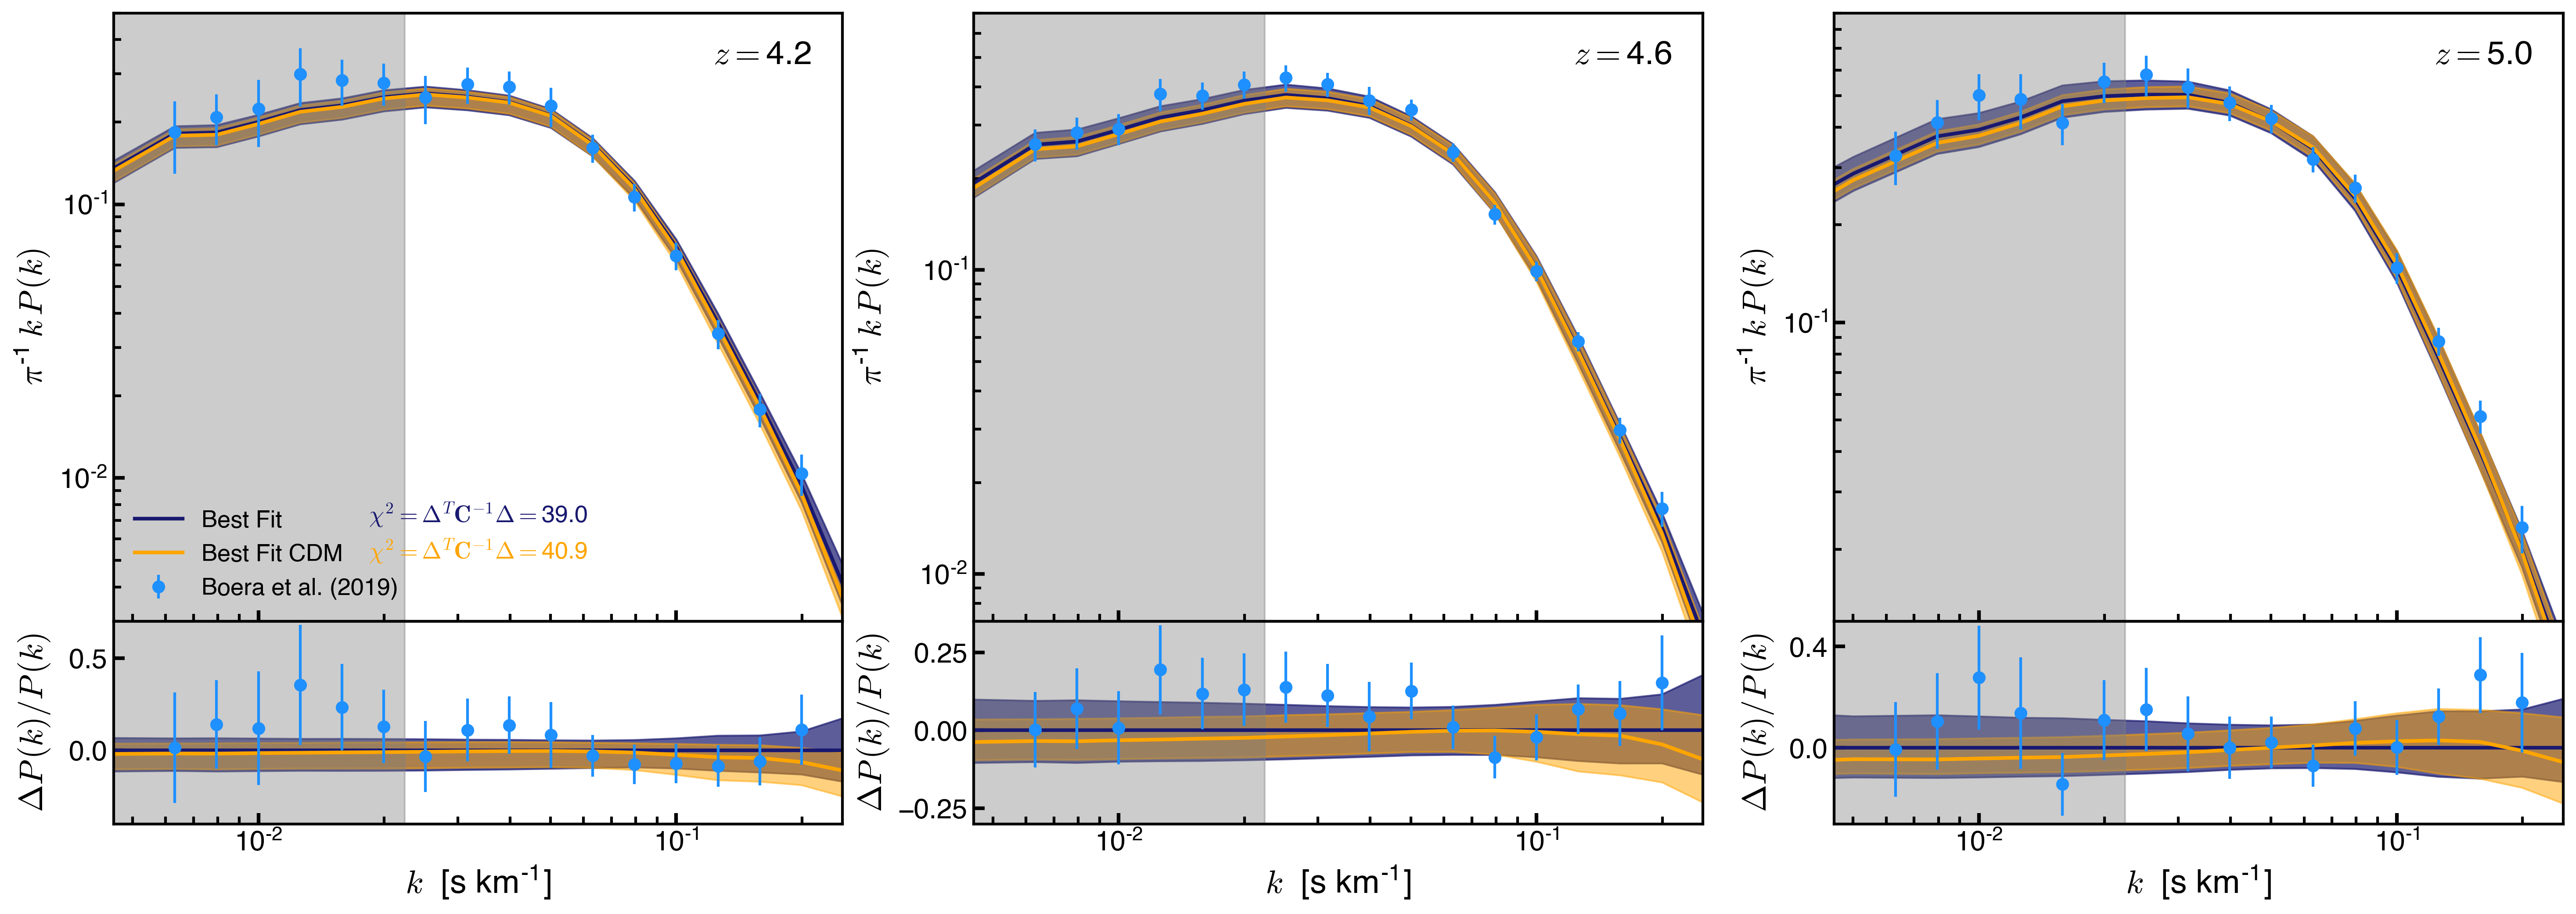 z = 4.2
10⁻¹
10⁻²
π⁻¹ k P(k)
Best Fit χ² = Δᵀ C⁻¹ Δ = 39.0
Best Fit CDM χ² = Δᵀ C⁻¹ Δ = 40.9
Boera et al. (2019)
0.5
0.0
ΔP(k)/P(k)
10⁻² 10⁻¹
k [s km⁻¹]
z = 4.6
10⁻¹
10⁻²
π⁻¹ k P(k)
0.25
0.00
−0.25
ΔP(k)/P(k)
10⁻² 10⁻¹
k [s km⁻¹]
z = 5.0
10⁻¹
π⁻¹ k P(k)
0.4
0.0
ΔP(k)/P(k)
10⁻² 10⁻¹
k [s km⁻¹]